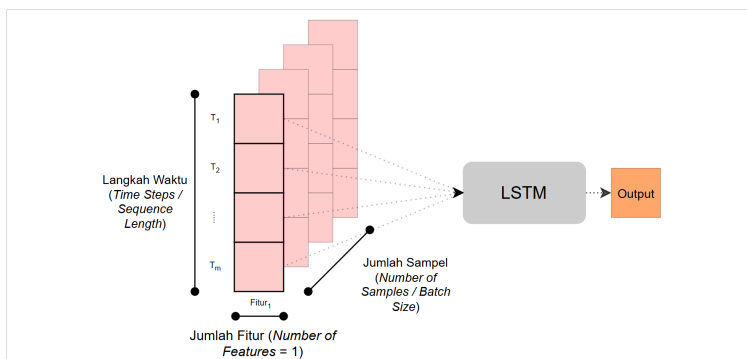 T1
T2
Langkah Waktu
(Time Steps /
Sequence
Length)
....
Tm
LSTM
Output
Jumlah Sampel
(Number of
Samples / Batch
Size)
Fitur1
Jumlah Fitur (Number of
Features = 1)